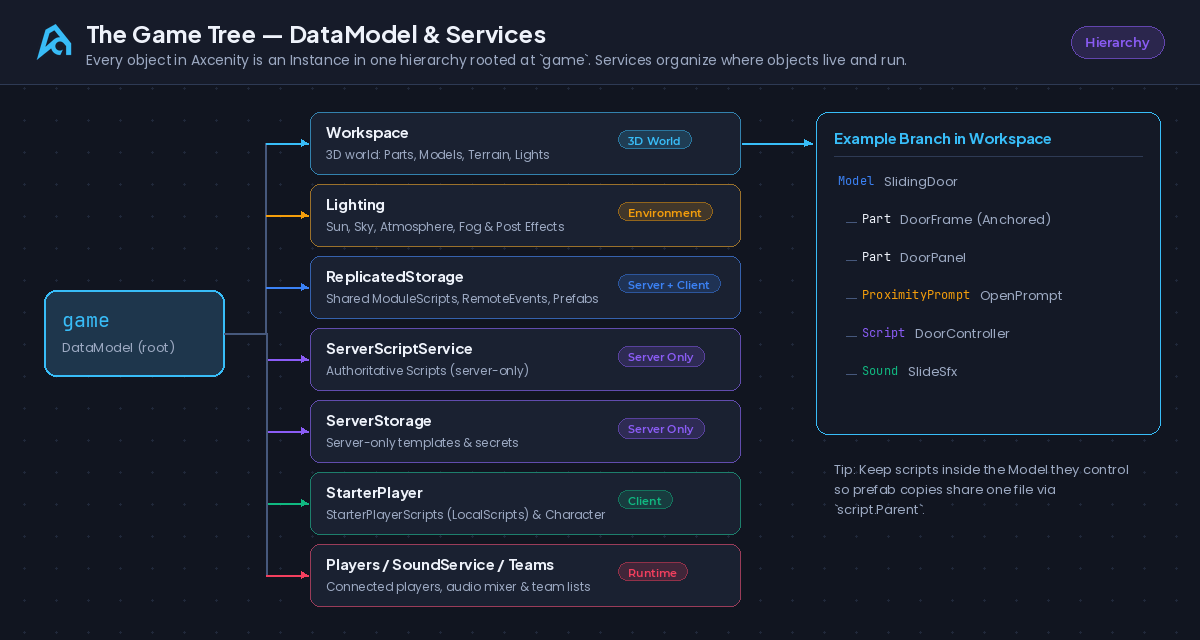 The Game Tree — DataModel & Services
Every object in Axcenity is an Instance in one hierarchy rooted at `game`. Services organize where objects live and run.
Hierarchy
game
DataModel (root)
Workspace
3D world: Parts, Models, Terrain, Lights
3D World
Lighting
Sun, Sky, Atmosphere, Fog & Post Effects
Environment
ReplicatedStorage
Shared ModuleScripts, RemoteEvents, Prefabs
Server + Client
ServerScriptService
Authoritative Scripts (server-only)
Server Only
ServerStorage
Server-only templates & secrets
Server Only
StarterPlayer
StarterPlayerScripts (LocalScripts) & Character
Client
Players / SoundService / Teams
Connected players, audio mixer & team lists
Runtime
Example Branch in Workspace
Model SlidingDoor
Part DoorFrame (Anchored)
Part DoorPanel
ProximityPrompt OpenPrompt
Script DoorController
Sound SlideSfx
Tip: Keep scripts inside the Model they control
so prefab copies share one file via
`script.Parent`.